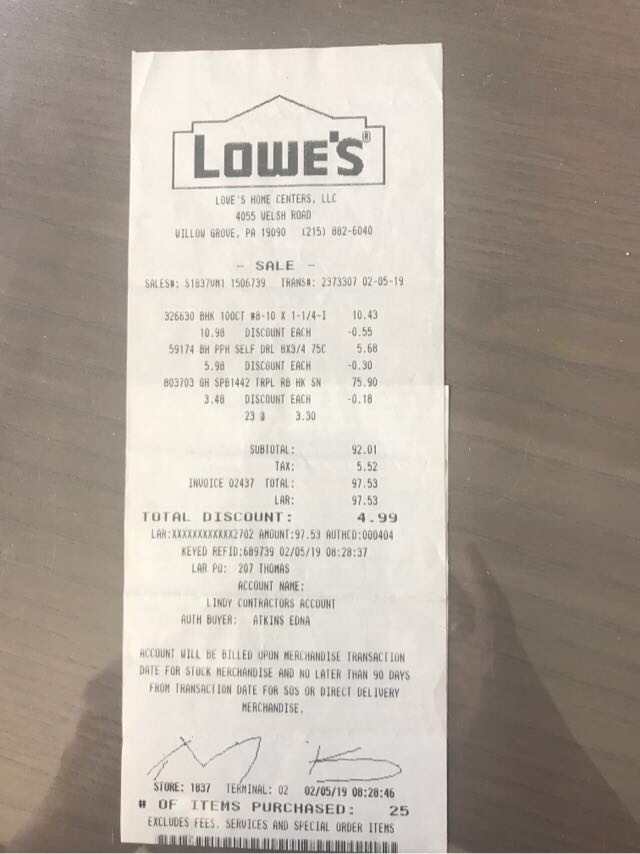 LOWE'S®
LOWE'S HOME CENTERS, LLC
4055 WELSH ROAD
WILLOW GROVE, PA 19090 (215) 882-6040
- SALE -
SALES#: S1837VM1 1506739 TRANS#: 2373307 02-05-19
326630 BHK 100CT #8-10 X 1-1/4-I 10.43
10.98 DISCOUNT EACH -0.55
59174 BH PPH SELF DRL 8X3/4 75C 5.68
5.98 DISCOUNT EACH -0.30
803703 GH SPB1442 TRPL RB HK SN 75.90
3.48 DISCOUNT EACH -0.18
23 @ 3.30
SUBTOTAL: 92.01
TAX: 5.52
INVOICE 02437 TOTAL: 97.53
LAR: 97.53
TOTAL DISCOUNT: 4.99
LAR:XXXXXXXXXXXX2702 AMOUNT:97.53 AUTHCD:000404
KEYED REFID:689739 02/05/19 08:28:37
LAR PO: 207 THOMAS
ACCOUNT NAME:
LINDY CONTRACTORS ACCOUNT
AUTH BUYER: ATKINS EDNA
ACCOUNT WILL BE BILLED UPON MERCHANDISE TRANSACTION
DATE FOR STOCK MERCHANDISE AND NO LATER THAN 90 DAYS
FROM TRANSACTION DATE FOR SOS OR DIRECT DELIVERY
MERCHANDISE.
STORE: 1837 TERMINAL: 02 02/05/19 08:28:46
# OF ITEMS PURCHASED: 25
EXCLUDES FEES, SERVICES AND SPECIAL ORDER ITEMS